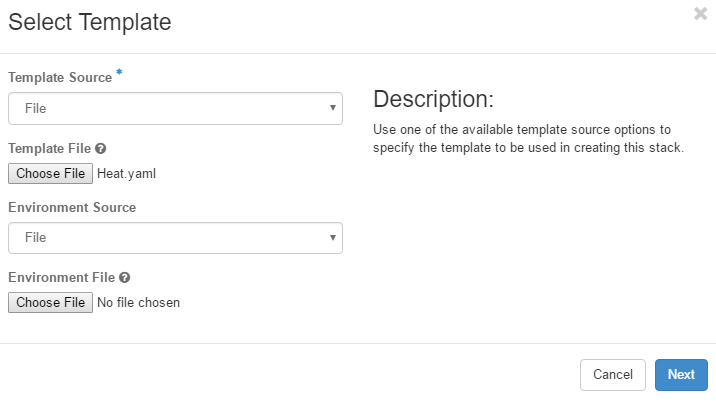 Select Template
Template Source *
File
Template File
Choose File Heat.yaml
Environment Source
File
Environment File
Choose File No file chosen
Description:
Use one of the available template source options to
specify the template to be used in creating this stack.
Cancel
Next